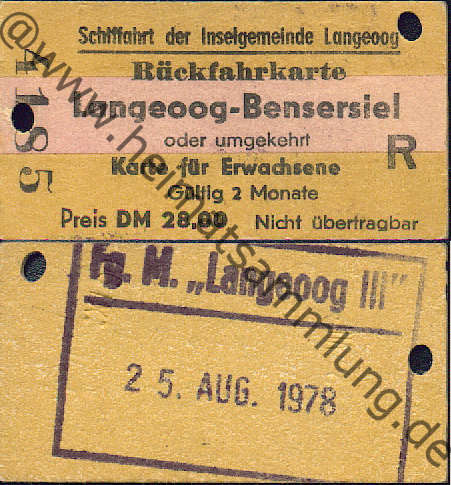 Schiffahrt der Inselgemeinde Langeoog
Rückfahrkarte
Langeoog-Bensersiel
oder umgekehrt
R
Karte für Erwachsene
Gültig 2 Monate
Preis DM 28.00 Nicht übertragbar
4185
Fg. M. „Langeoog III"
25. AUG. 1978
@www.heimatsammlung.de